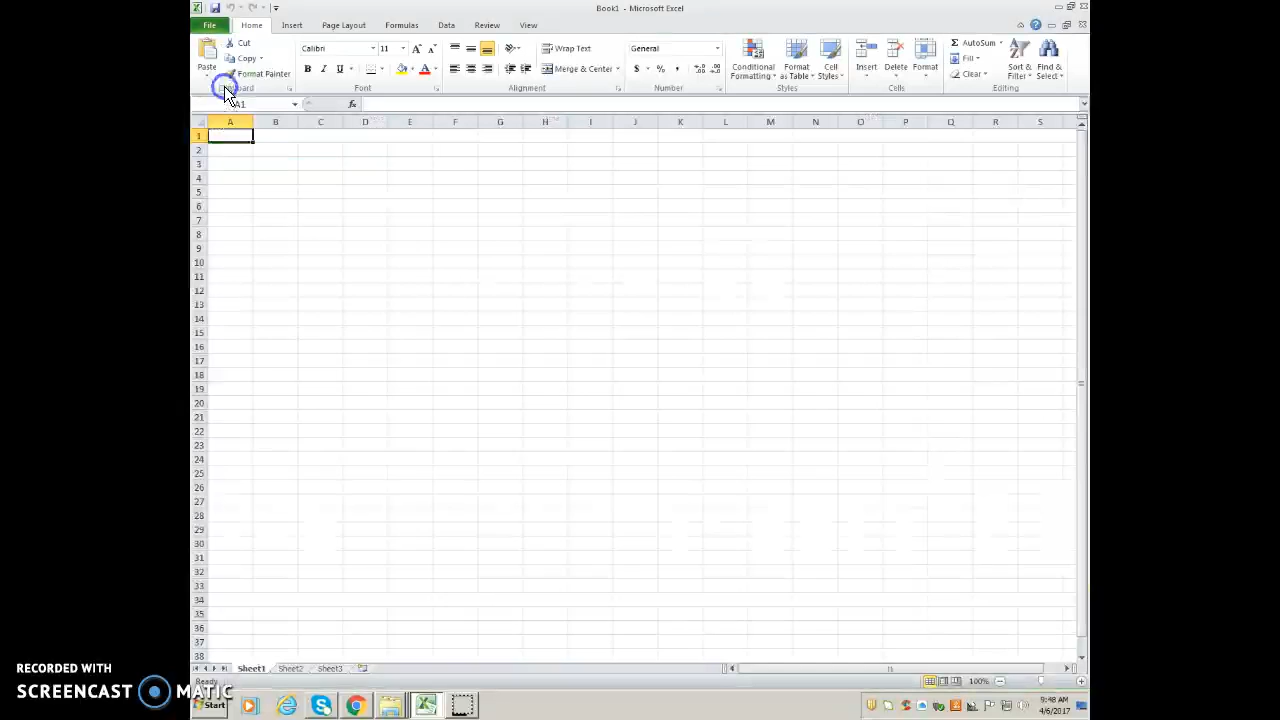 Book1 - Microsoft Excel
File Home Insert Page Layout Formulas Data Review View
Paste
Cut
Copy
Format Painter
Calibri 11
B I U
Wrap Text
Merge & Center
General
$ % ,
Conditional Formatting
Format as Table
Cell Styles
Insert Delete Format
AutoSum
Fill
Clear
Sort & Filter
Find & Select
Font Alignment Number Styles Cells Editing
A1 fx
A B C D E F G H I J K L M N O P Q R S
1
2
3
4
5
6
7
8
9
10
11
12
13
14
15
16
17
18
19
20
21
22
23
24
25
26
27
28
29
30
31
32
33
34
35
36
37
38
Sheet1 Sheet2 Sheet3
RECORDED WITH
SCREENCAST MATIC
Ready 100%
Start
9:48 AM
4/6/2017